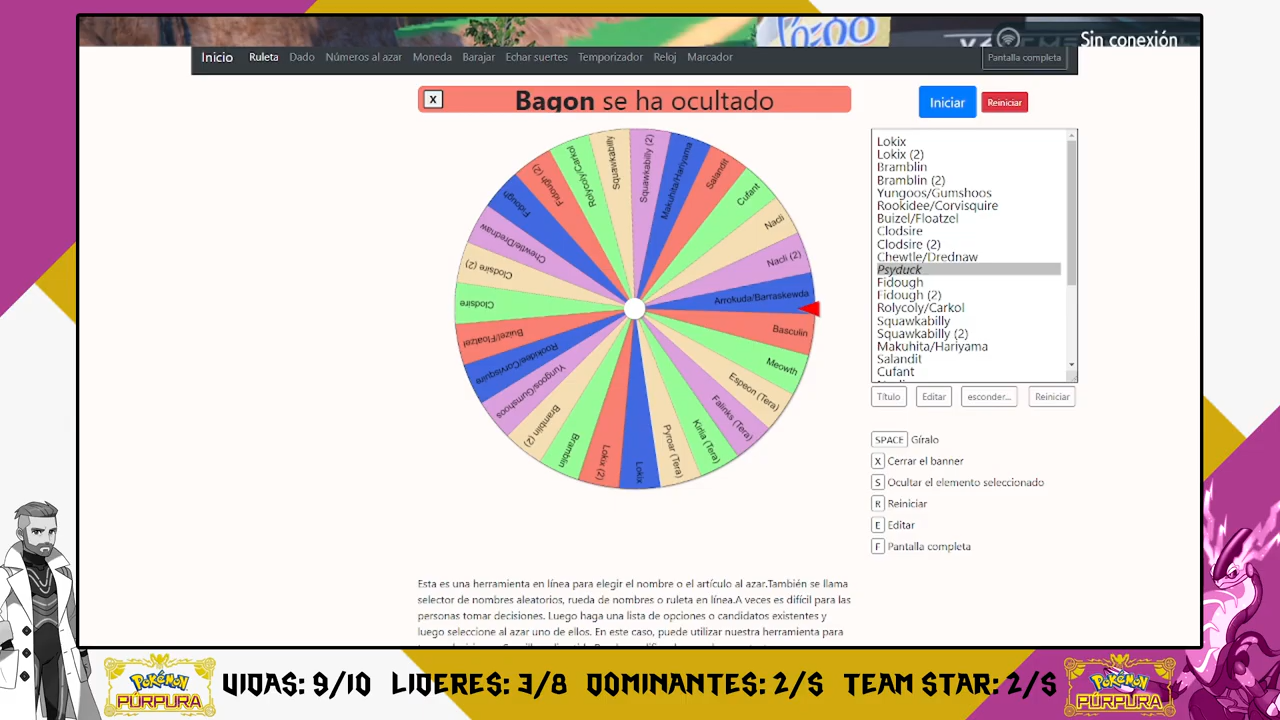 Sin conexión
Inicio Ruleta Dado Números al azar Moneda Barajar Echar suertes Temporizador Reloj Marcador Pantalla completa
X Bagon se ha ocultado
Iniciar Reiniciar
Squawkabilly (2)
Makuhita/Hariyama
Salandit
Cufant
Nacli
Nacli (2)
Arrokuda/Barraskewda
Basculin
Meowth
Espeon (Tera)
Falinks (Tera)
Kirlia (Tera)
Pyroar (Tera)
Lokix
Lokix (2)
Bramblin
Bramblin (2)
Yungoos/Gumshoos
Rookidee/Corvisquire
Buizel/Floatzel
Clodsire
Clodsire (2)
Chewtle/Drednaw
Fidough
Fidough (2)
Rolycoly/Carkol
Squawkabilly
Lokix
Lokix (2)
Bramblin
Bramblin (2)
Yungoos/Gumshoos
Rookidee/Corvisquire
Buizel/Floatzel
Clodsire
Clodsire (2)
Chewtle/Drednaw
Psyduck
Fidough
Fidough (2)
Rolycoly/Carkol
Squawkabilly
Squawkabilly (2)
Makuhita/Hariyama
Salandit
Cufant
Título Editar esconder... Reiniciar
SPACE Gíralo
X Cerrar el banner
S Ocultar el elemento seleccionado
R Reiniciar
E Editar
F Pantalla completa
Esta es una herramienta en línea para elegir el nombre o el artículo al azar.También se llama
selector de nombres aleatorios, rueda de nombres o ruleta en línea.A veces es difícil para las
personas tomar decisiones. Luego haga una lista de opciones o candidatos existentes y
luego seleccione al azar uno de ellos. En este caso, puede utilizar nuestra herramienta para
Pokémon PÚRPURA
VIDAS: 9/10 LIDERES: 3/8 DOMINANTES: 2/5 TEAM STAR: 2/5
Pokémon PÚRPURA